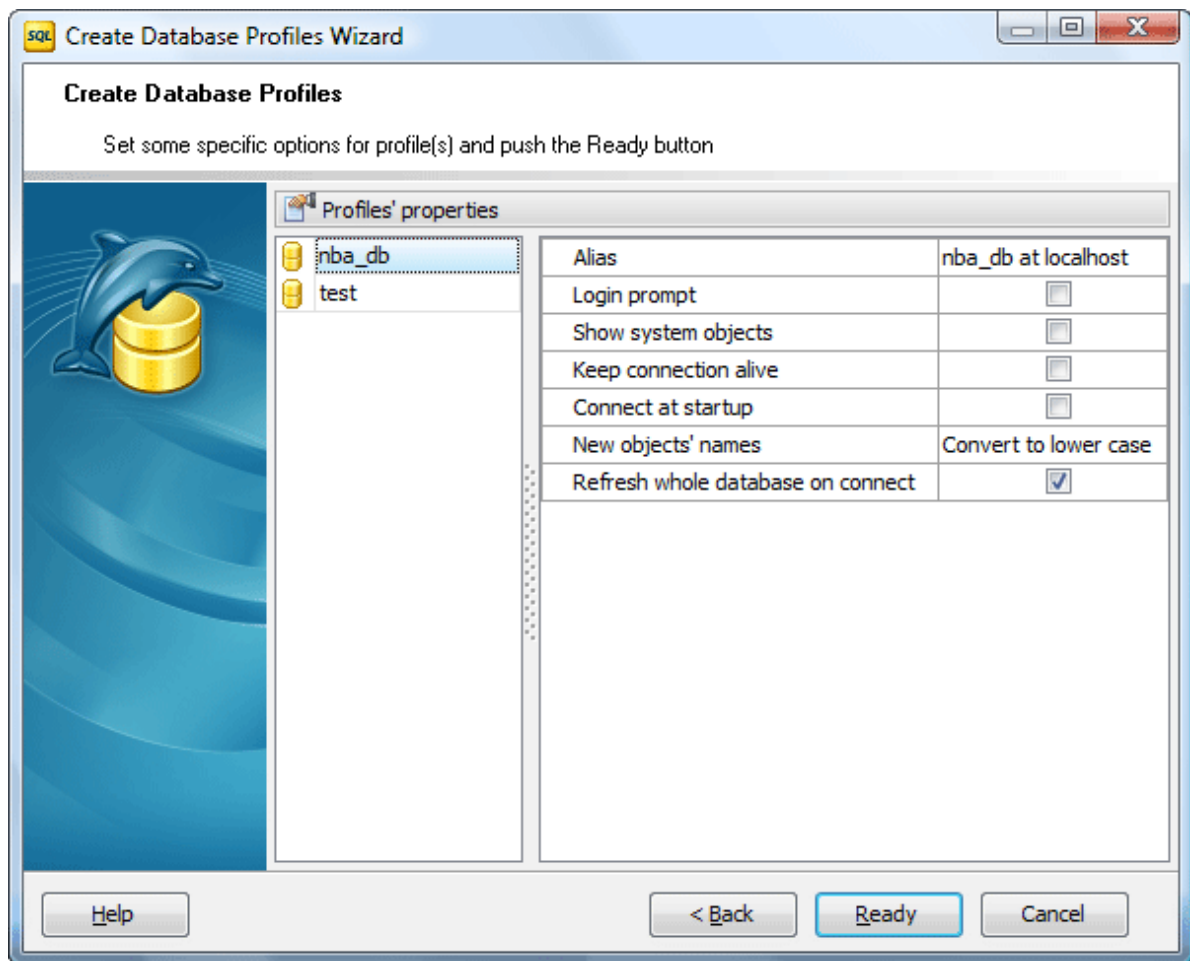 SQL Create Database Profiles Wizard
Create Database Profiles
Set some specific options for profile(s) and push the Ready button
Profiles' properties
nba_db
test
Alias nba_db at localhost
Login prompt
Show system objects
Keep connection alive
Connect at startup
New objects' names Convert to lower case
Refresh whole database on connect
Help < Back Ready Cancel